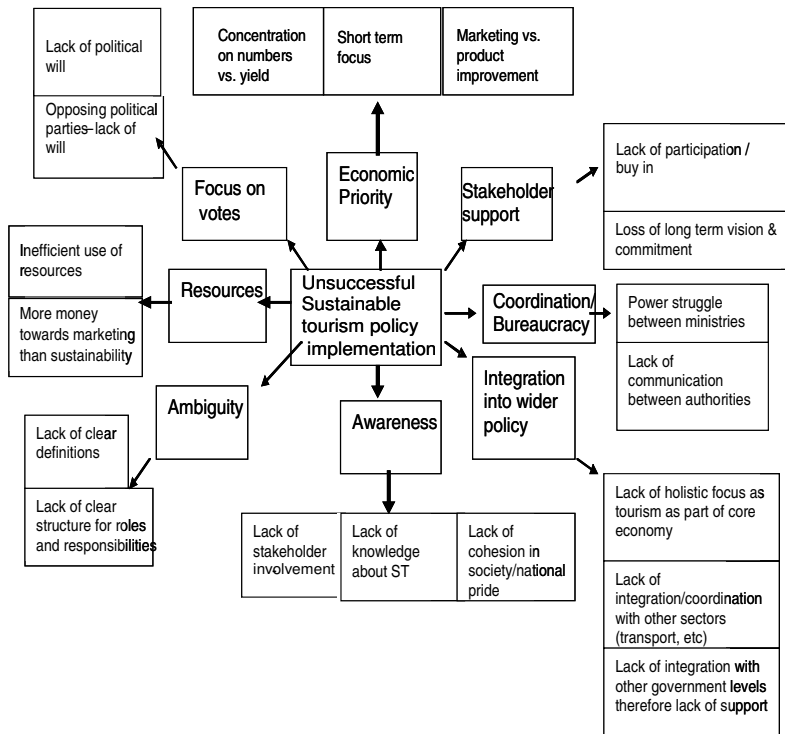 Lack of political
will
Opposing political
parties–lack of
will
Concentration
on numbers
vs. yield
Short term
focus
Marketing vs.
product
improvement
Focus on
votes
Economic
Priority
Stakeholder
support
Lack of participation /
buy in
Loss of long term vision &
commitment
Inefficient use of
resources
More money
towards marketing
than sustainability
Resources
Unsuccessful
Sustainable
tourism policy
implementation
Coordination/
Bureaucracy
Power struggle
between ministries
Lack of
communication
between authorities
Ambiguity
Awareness
Integration
into wider
policy
Lack of clear
definitions
Lack of clear
structure for roles
and responsibilities
Lack of
stakeholder
involvement
Lack of
knowledge
about ST
Lack of
cohesion in
society/national
pride
Lack of holistic focus as
tourism as part of core
economy
Lack of
integration/coordination
with other sectors
(transport, etc)
Lack of integration with
other government levels
therefore lack of support